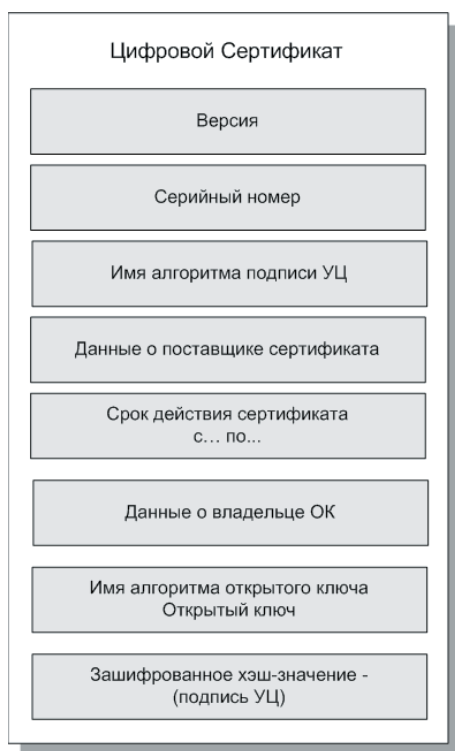 Цифровой Сертификат
Версия
Серийный номер
Имя алгоритма подписи УЦ
Данные о поставщике сертификата
Срок действия сертификата
с... по...
Данные о владельце ОК
Имя алгоритма открытого ключа
Открытый ключ
Зашифрованное хэш-значение -
(подпись УЦ)